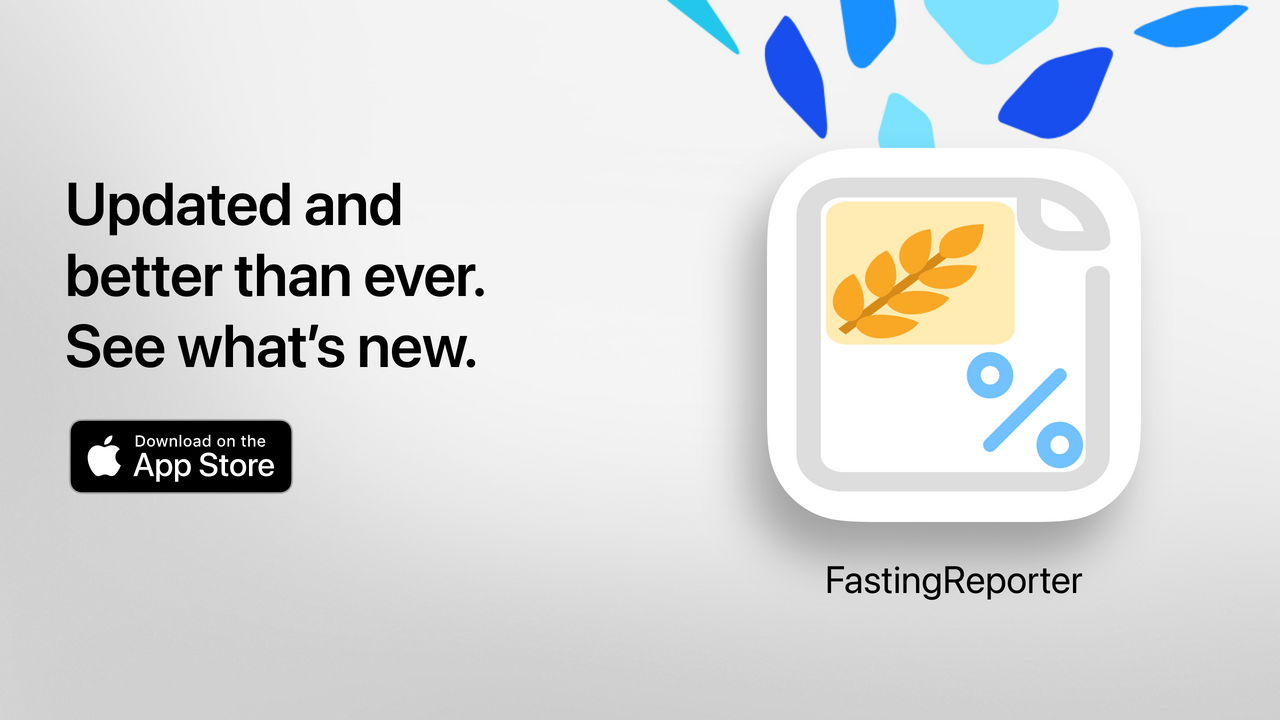 Updated and
better than ever.
See what’s new.
Download on the
App Store
%
FastingReporter